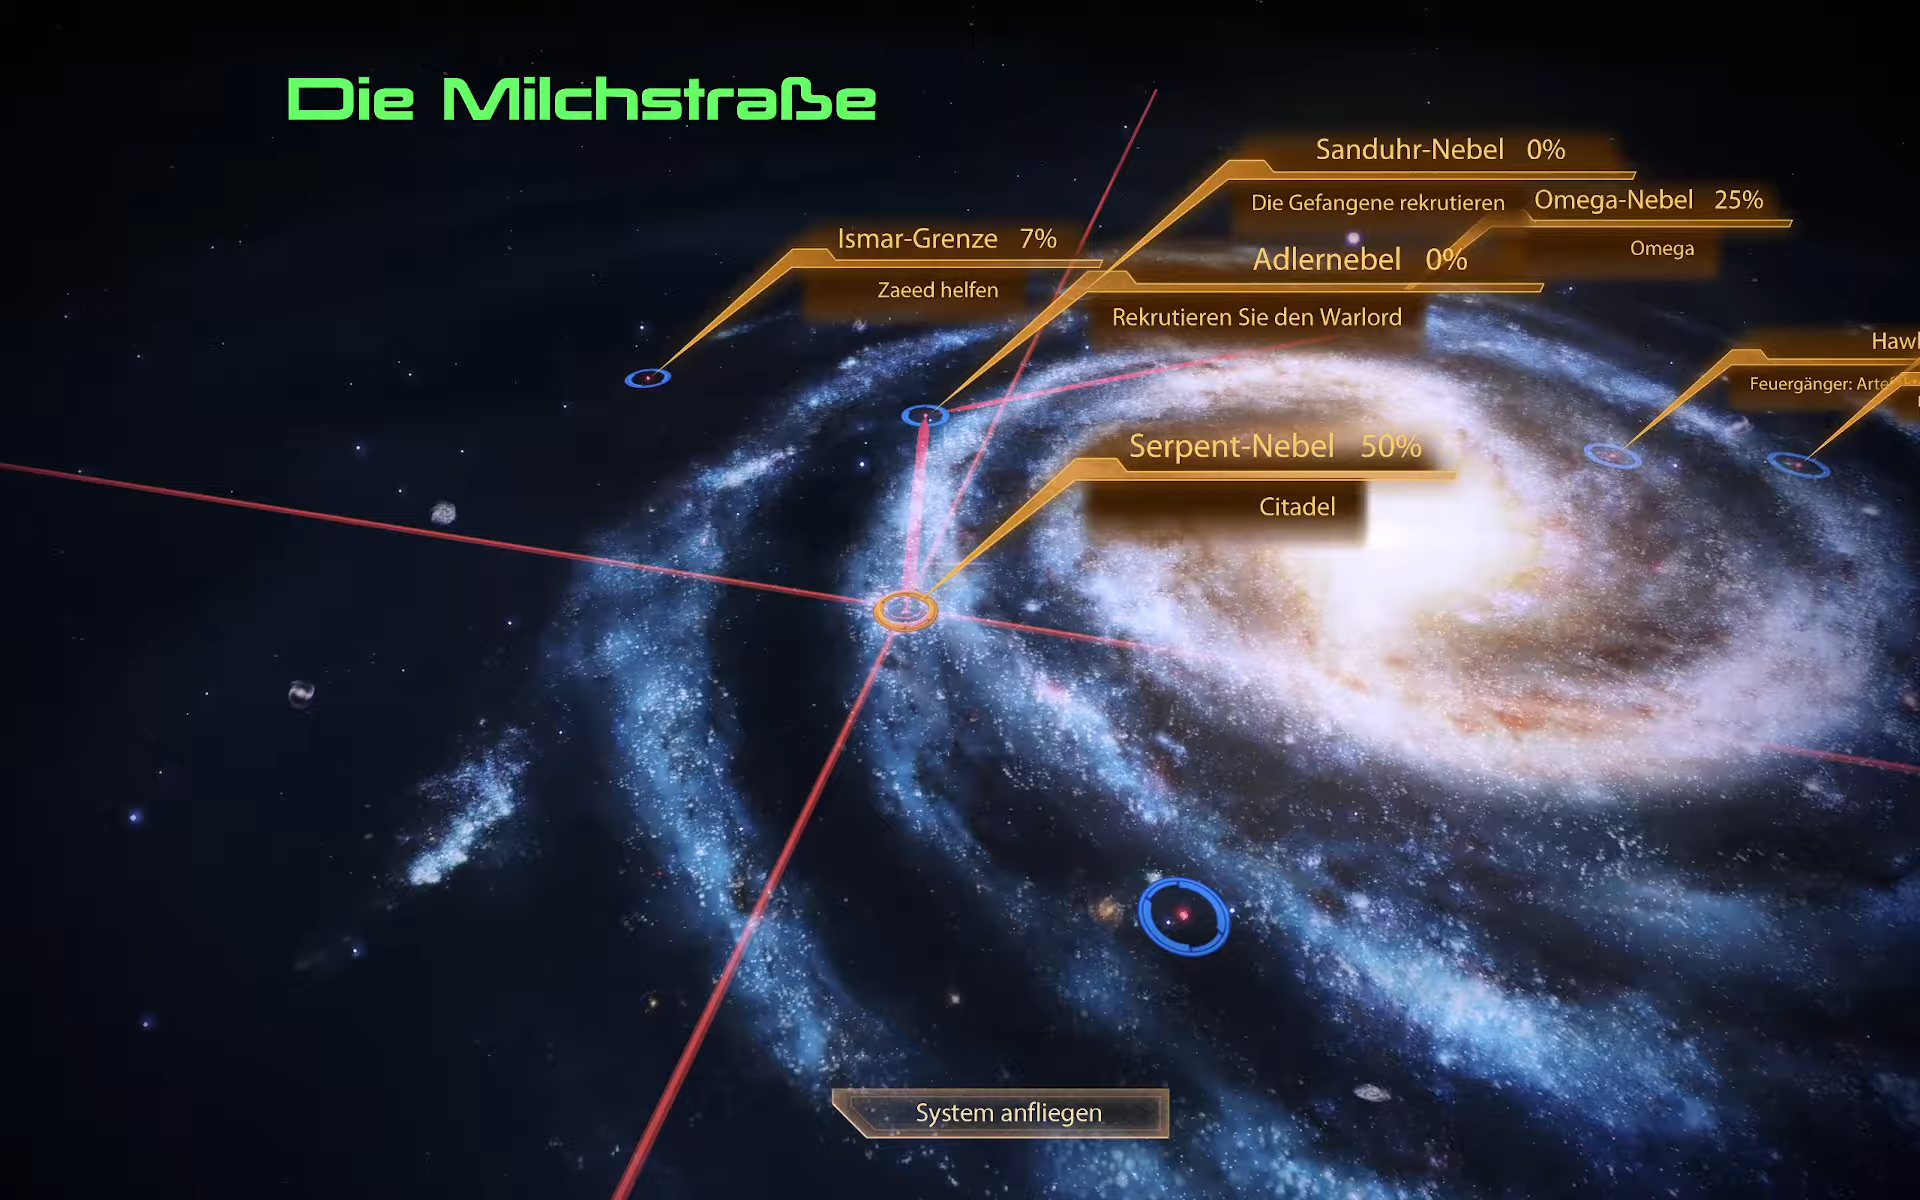 Die Milchstraße
Sanduhr-Nebel 0%
Die Gefangene rekrutieren
Omega-Nebel 25%
Omega
Ismar-Grenze 7%
Zaeed helfen
Adlernebel 0%
Rekrutieren Sie den Warlord
Feuergänger:
Serpent-Nebel 50%
Citadel
System anfliegen